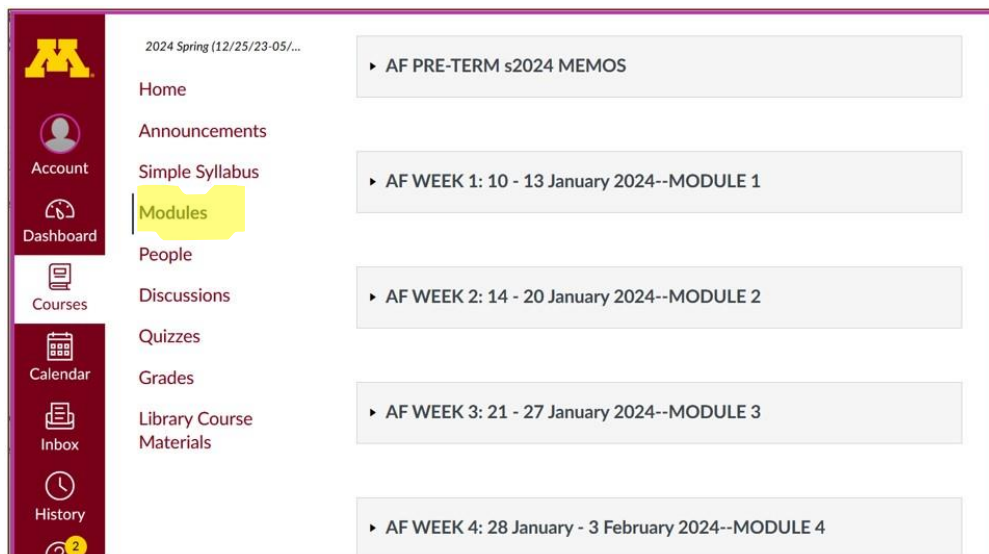 M
Account
Dashboard
Courses
Calendar
Inbox
History
2
2024 Spring (12/25/23-05/...
Home
Announcements
Simple Syllabus
Modules
People
Discussions
Quizzes
Grades
Library Course
Materials
AF PRE-TERM s2024 MEMOS
AF WEEK 1: 10 - 13 January 2024--MODULE 1
AF WEEK 2: 14 - 20 January 2024--MODULE 2
AF WEEK 3: 21 - 27 January 2024--MODULE 3
AF WEEK 4: 28 January - 3 February 2024--MODULE 4